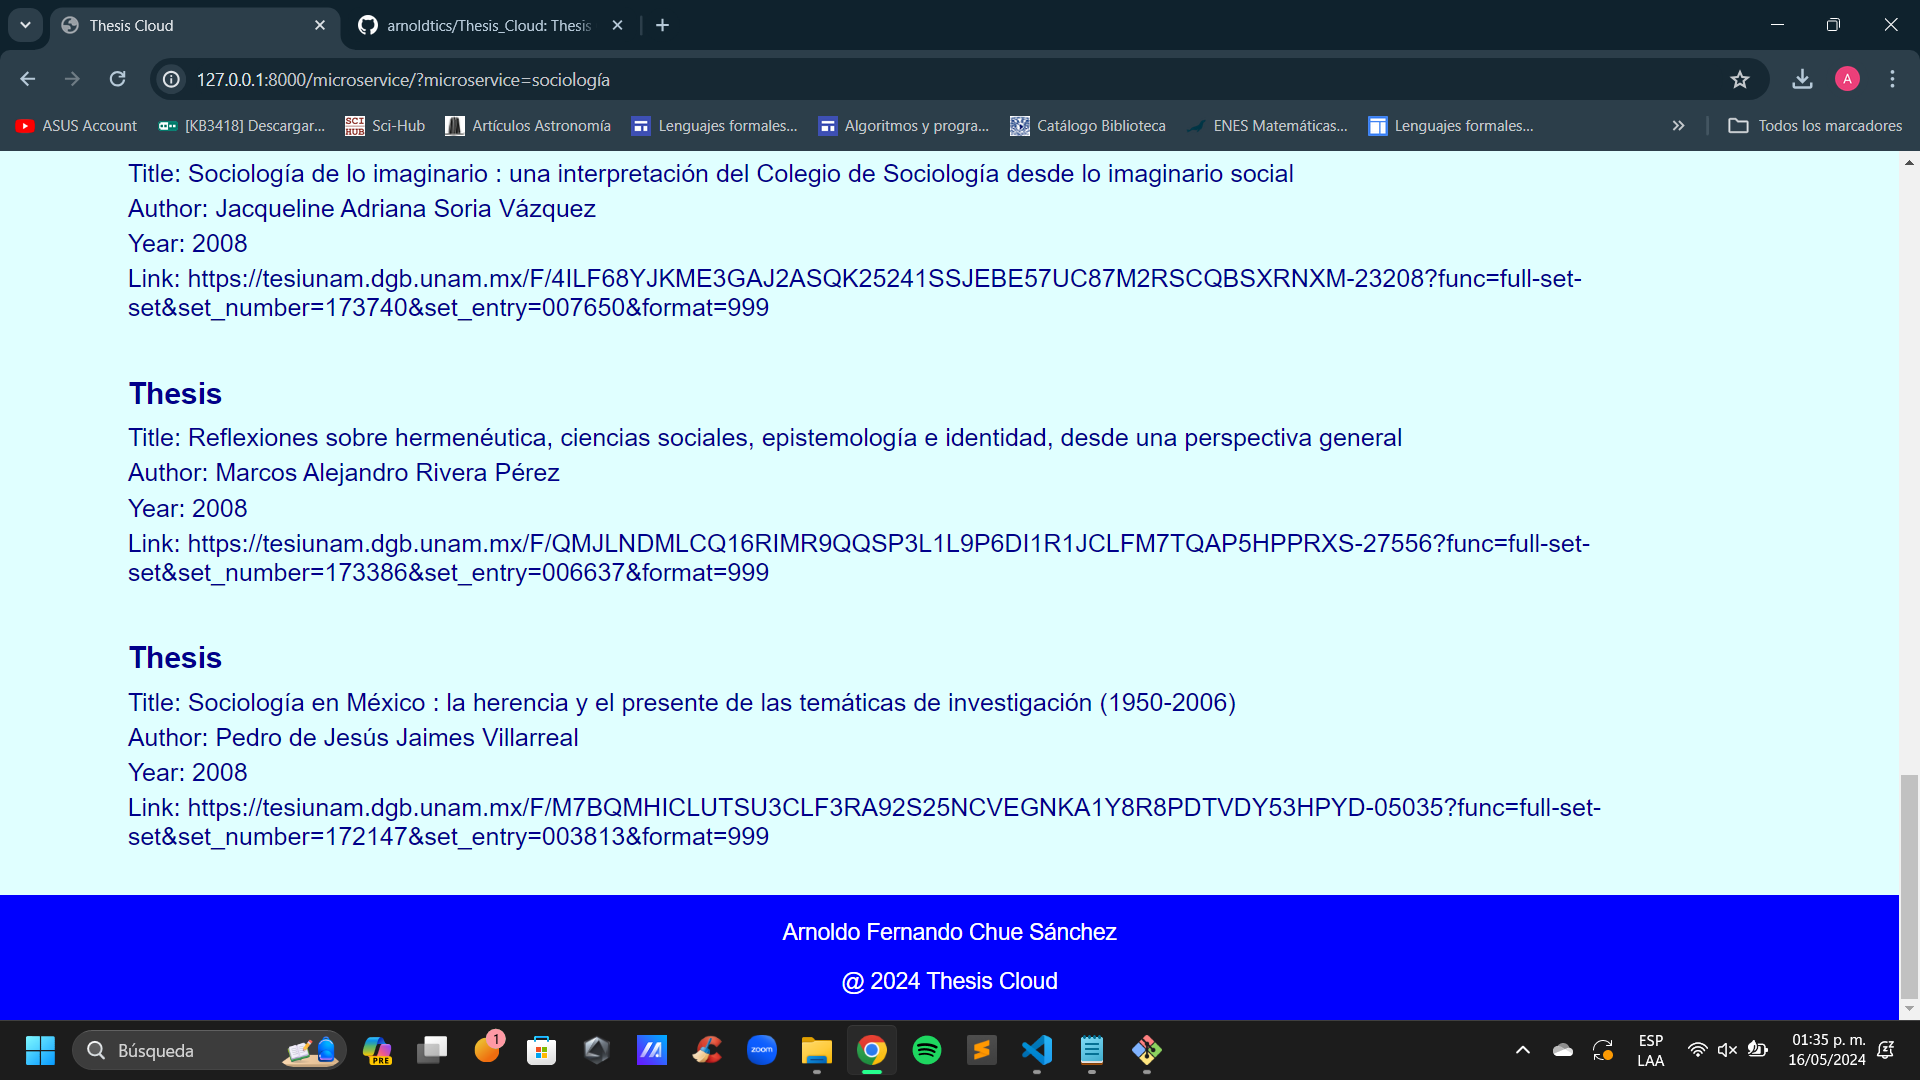 Thesis Cloud
arnoldtics/Thesis_Cloud: Thesis
127.0.0.1:8000/microservice/?microservice=sociología
A
ASUS Account
[KB3418] Descargar...
SCI HUB
Sci-Hub
Artículos Astronomía
Lenguajes formales...
Algoritmos y progra...
Catálogo Biblioteca
ENES Matemáticas...
Lenguajes formales...
Todos los marcadores
Title: Sociología de lo imaginario : una interpretación del Colegio de Sociología desde lo imaginario social
Author: Jacqueline Adriana Soria Vázquez
Year: 2008
Link: https://tesiunam.dgb.unam.mx/F/4ILF68YJKME3GAJ2ASQK25241SSJEBE57UC87M2RSCQBSXRNXM-23208?func=full-set-
set&set_number=173740&set_entry=007650&format=999
Thesis
Title: Reflexiones sobre hermenéutica, ciencias sociales, epistemología e identidad, desde una perspectiva general
Author: Marcos Alejandro Rivera Pérez
Year: 2008
Link: https://tesiunam.dgb.unam.mx/F/QMJLNDMLCQ16RIMR9QQSP3L1L9P6DI1R1JCLFM7TQAP5HPPRXS-27556?func=full-set-
set&set_number=173386&set_entry=006637&format=999
Thesis
Title: Sociología en México : la herencia y el presente de las temáticas de investigación (1950-2006)
Author: Pedro de Jesús Jaimes Villarreal
Year: 2008
Link: https://tesiunam.dgb.unam.mx/F/M7BQMHICLUTSU3CLF3RA92S25NCVEGNKA1Y8R8PDTVDY53HPYD-05035?func=full-set-
set&set_number=172147&set_entry=003813&format=999
Arnoldo Fernando Chue Sánchez
@ 2024 Thesis Cloud
Búsqueda
PRE
1
zoom
ESP
LAA
01:35 p. m.
16/05/2024